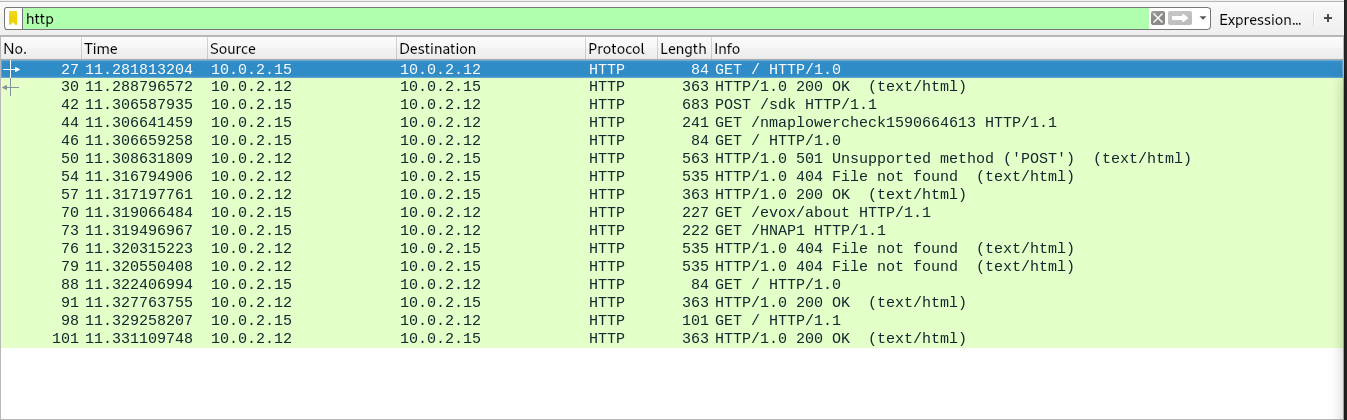 http Expression... +
No. Time Source Destination Protocol Length Info
27 11.281813204 10.0.2.15 10.0.2.12 HTTP 84 GET / HTTP/1.0
30 11.288796572 10.0.2.12 10.0.2.15 HTTP 363 HTTP/1.0 200 OK (text/html)
42 11.306587935 10.0.2.15 10.0.2.12 HTTP 683 POST /sdk HTTP/1.1
44 11.306641459 10.0.2.15 10.0.2.12 HTTP 241 GET /nmaplowercheck1590664613 HTTP/1.1
46 11.306659258 10.0.2.15 10.0.2.12 HTTP 84 GET / HTTP/1.0
50 11.308631809 10.0.2.12 10.0.2.15 HTTP 563 HTTP/1.0 501 Unsupported method ('POST') (text/html)
54 11.316794906 10.0.2.12 10.0.2.15 HTTP 535 HTTP/1.0 404 File not found (text/html)
57 11.317197761 10.0.2.12 10.0.2.15 HTTP 363 HTTP/1.0 200 OK (text/html)
70 11.319066484 10.0.2.15 10.0.2.12 HTTP 227 GET /evox/about HTTP/1.1
73 11.319496967 10.0.2.15 10.0.2.12 HTTP 222 GET /HNAP1 HTTP/1.1
76 11.320315223 10.0.2.12 10.0.2.15 HTTP 535 HTTP/1.0 404 File not found (text/html)
79 11.320550408 10.0.2.12 10.0.2.15 HTTP 535 HTTP/1.0 404 File not found (text/html)
88 11.322406994 10.0.2.15 10.0.2.12 HTTP 84 GET / HTTP/1.0
91 11.327763755 10.0.2.12 10.0.2.15 HTTP 363 HTTP/1.0 200 OK (text/html)
98 11.329258207 10.0.2.15 10.0.2.12 HTTP 101 GET / HTTP/1.1
101 11.331109748 10.0.2.12 10.0.2.15 HTTP 363 HTTP/1.0 200 OK (text/html)